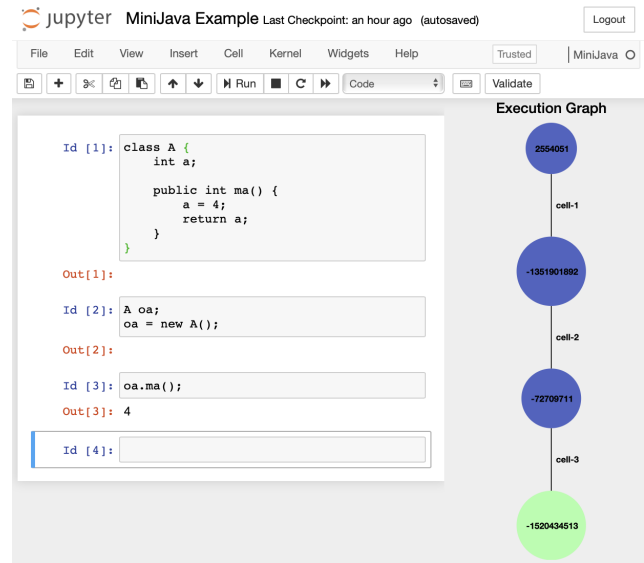 jupyter MiniJava Example Last Checkpoint: an hour ago (autosaved) Logout
File Edit View Insert Cell Kernel Widgets Help Trusted MiniJava
Run Code Validate
Execution Graph
Id [1]: class A {
int a;
public int ma() {
a = 4;
return a;
}
}
Out[1]:
Id [2]: A oa;
oa = new A();
Out[2]:
Id [3]: oa.ma();
Out[3]: 4
Id [4]:
2554051
cell-1
-1351901892
cell-2
-72709711
cell-3
-1520434513